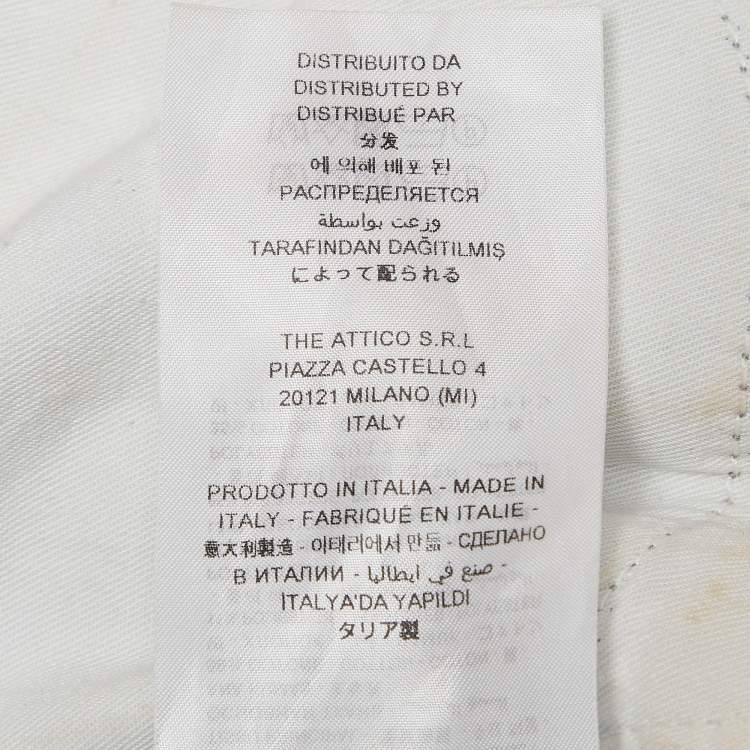 DISTRIBUITO DA
DISTRIBUTED BY
DISTRIBUÉ PAR
分发
에 의해 배포 된
РАСПРЕДЕЛЯЕТСЯ
وزعت بواسطة
TARAFINDAN DAĞITILMIŞ
によって配られる
THE ATTICO S.R.L
PIAZZA CASTELLO 4
20121 MILANO (MI)
ITALY
PRODOTTO IN ITALIA - MADE IN
ITALY - FABRIQUÉ EN ITALIE -
意大利製造 - 이태리에서 만듦 - СДЕЛАНО
В ИТАЛИИ - صنع في ايطاليا -
İTALYA'DA YAPILDI
タリア製